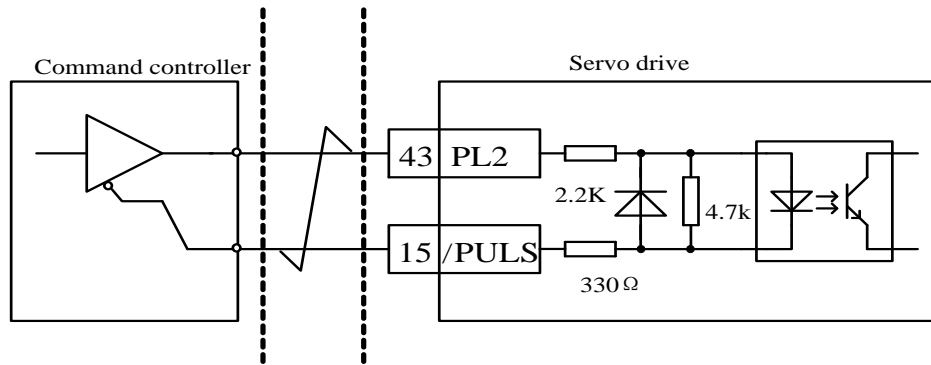 Command controller
Servo drive
43 PL2
2.2K
4.7k
15 /PULS
330Ω